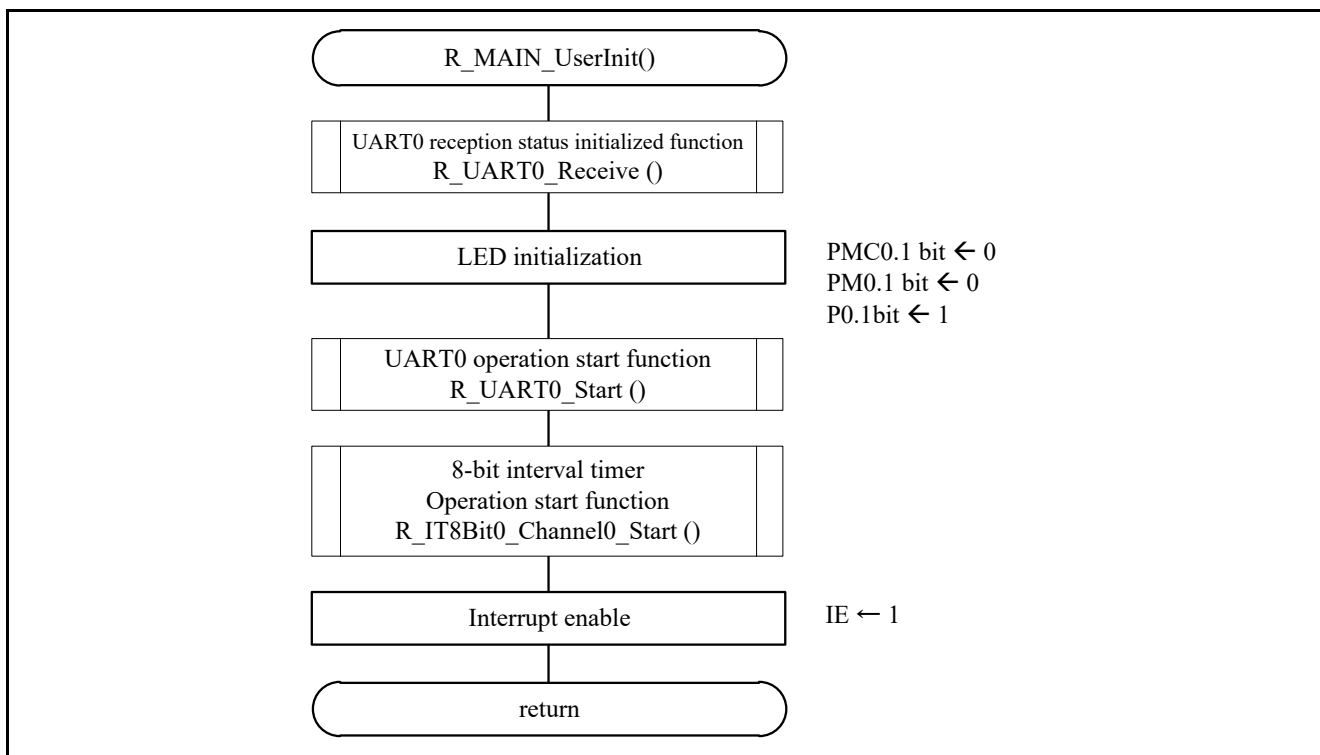 R_MAIN_UserInit()
UART0 reception status initialized function
R_UART0_Receive ()
LED initialization
PMC0.1 bit ← 0
PM0.1 bit ← 0
P0.1bit ← 1
UART0 operation start function
R_UART0_Start ()
8-bit interval timer
Operation start function
R_IT8Bit0_Channel0_Start ()
Interrupt enable
IE ← 1
return